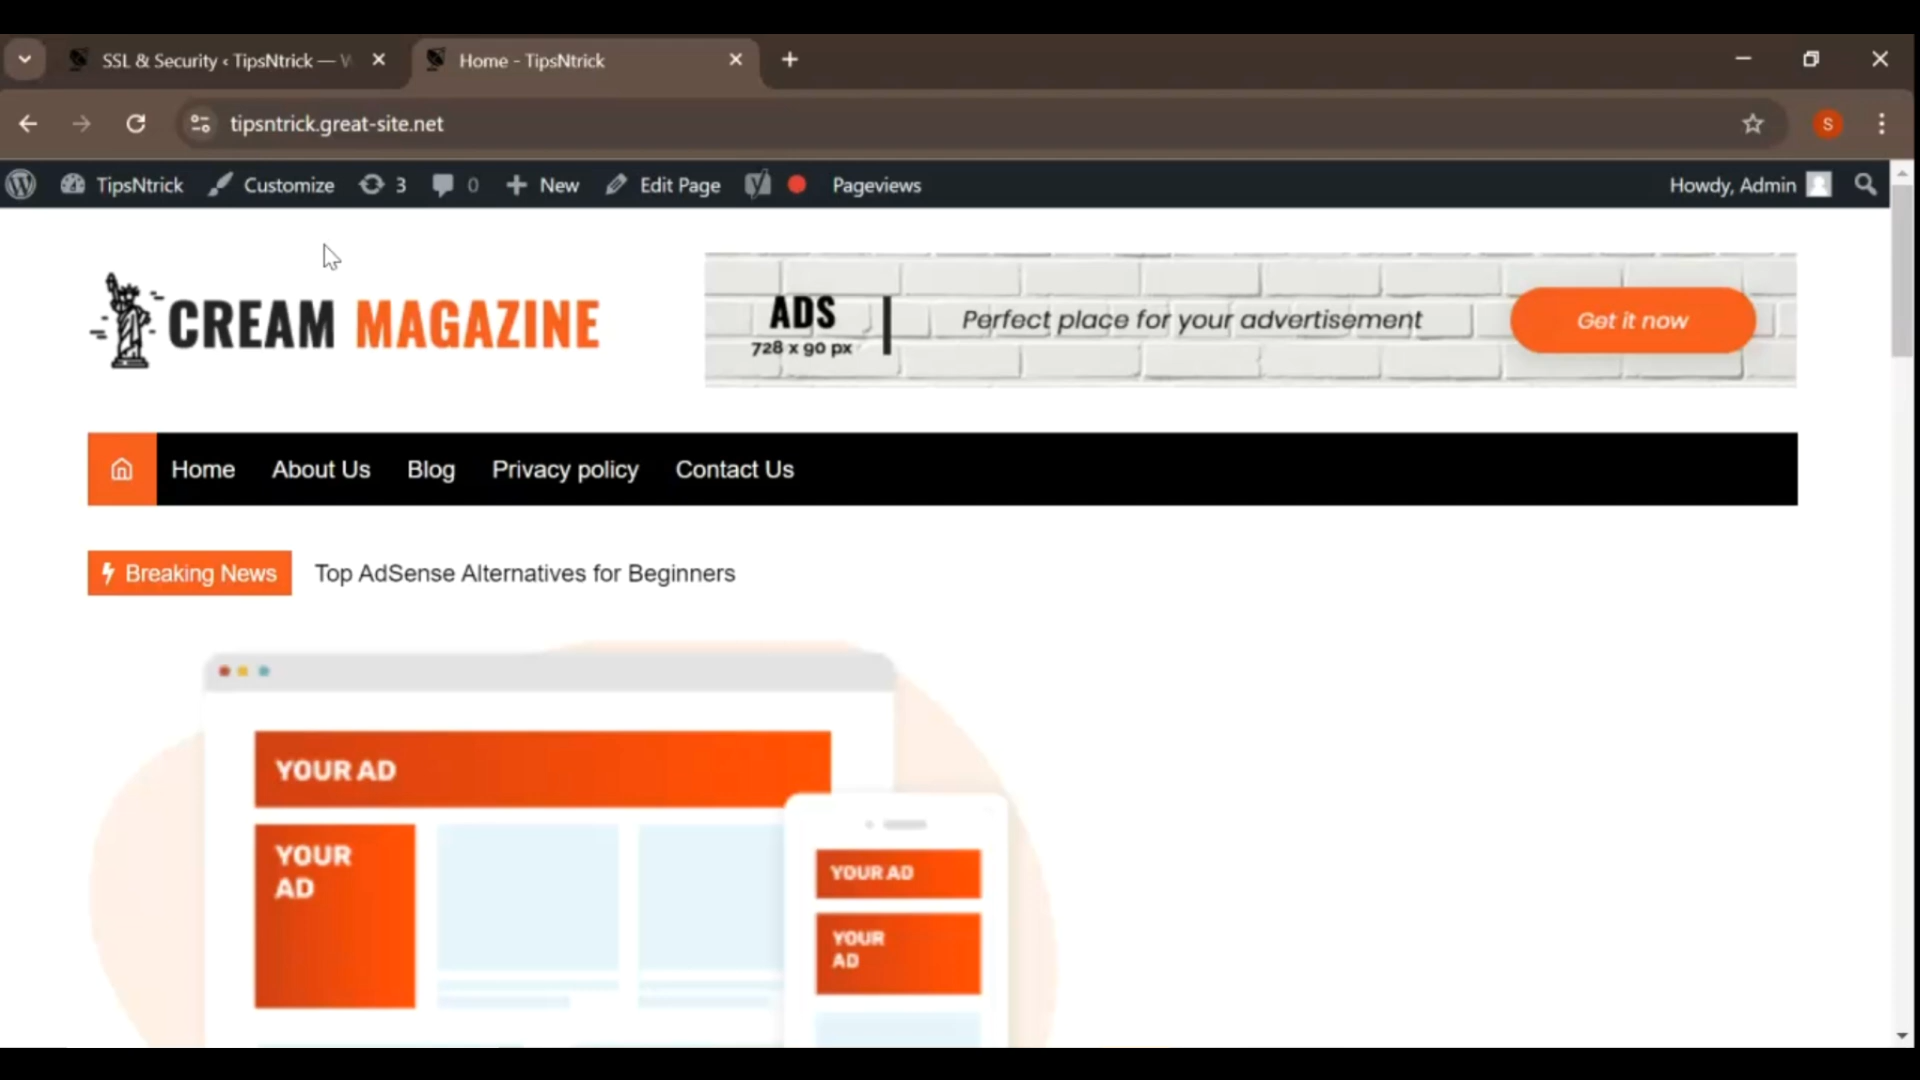 SSL & Security ‹ TipsNtrick — W
Home - TipsNtrick
tipsntrick.great-site.net
S
TipsNtrick Customize 3 0 New Edit Page Pageviews Howdy, Admin
CREAM MAGAZINE
ADS
728 x 90 px
Perfect place for your advertisement
Get it now
Home About Us Blog Privacy policy Contact Us
Breaking News Top AdSense Alternatives for Beginners
YOUR AD
YOUR
AD
YOUR AD
YOUR
AD